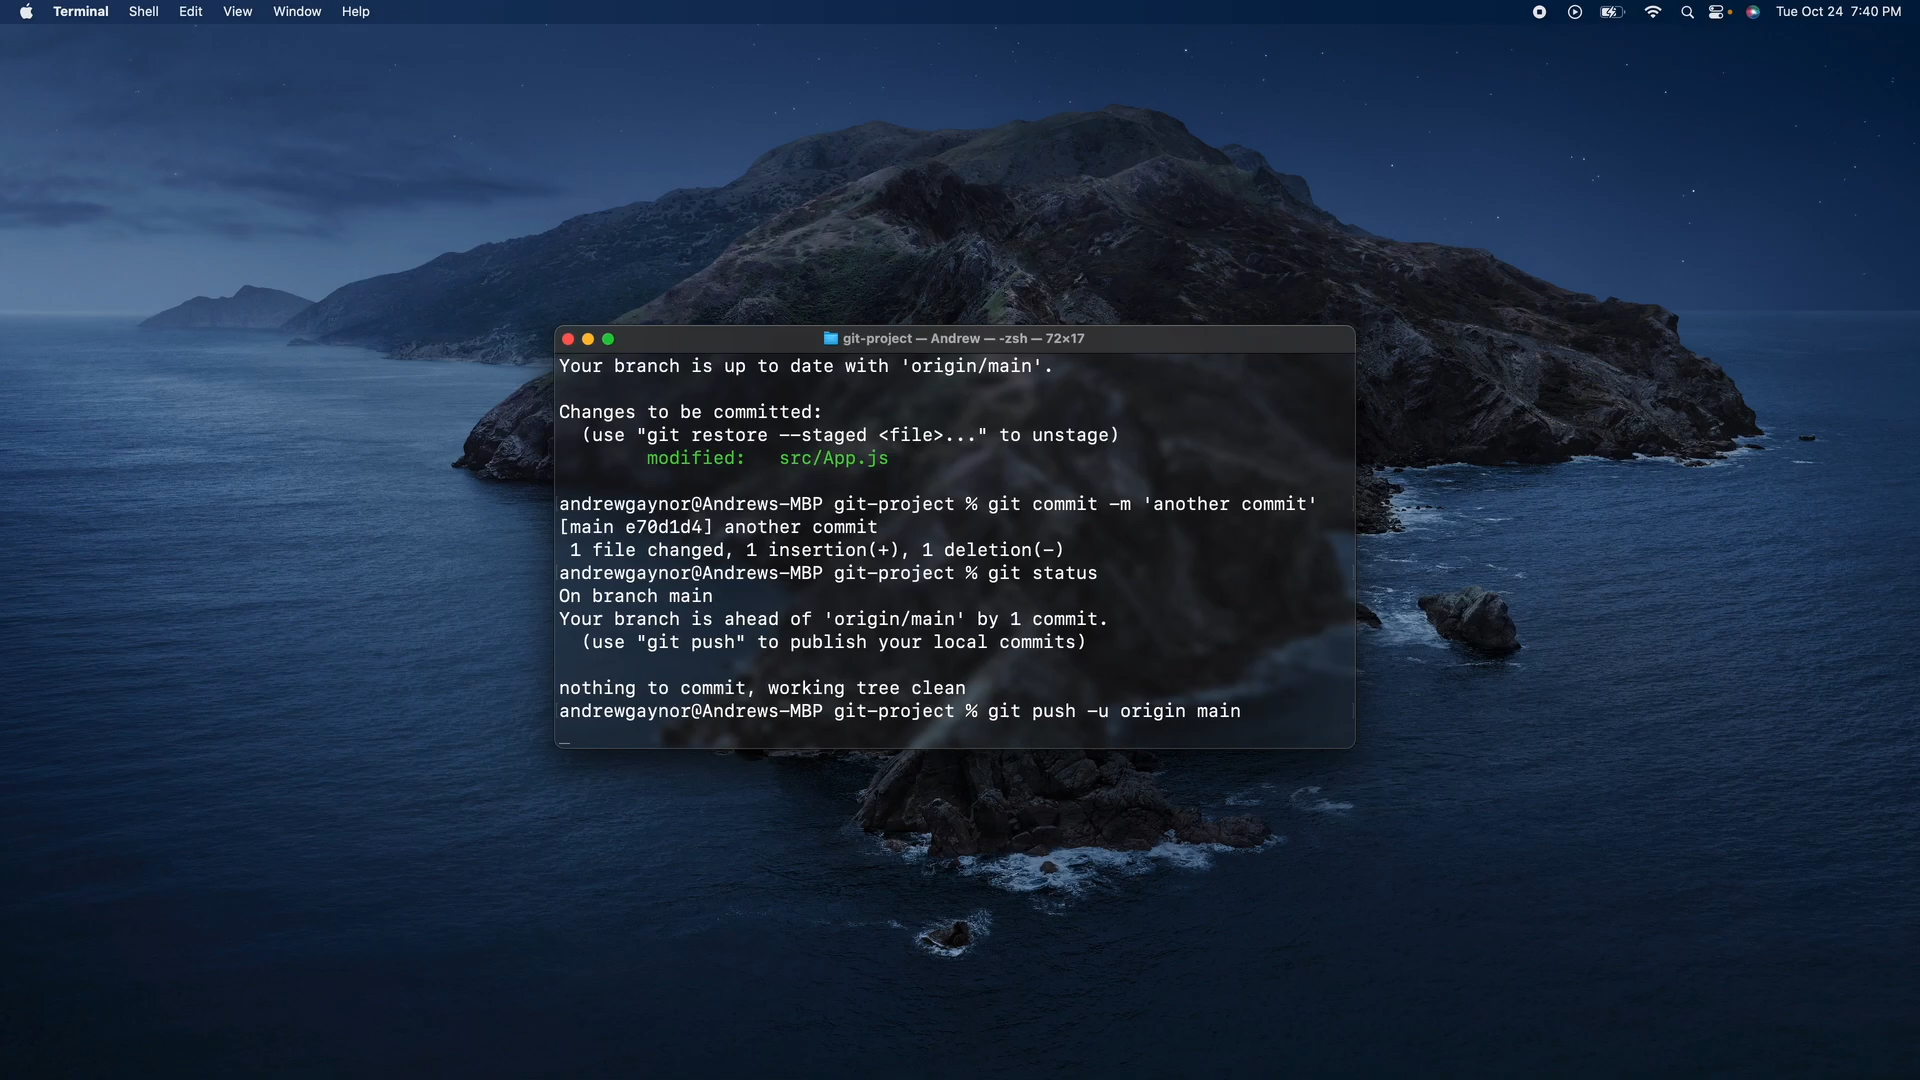 Terminal Shell Edit View Window Help
Tue Oct 24 7:40 PM
git-project — Andrew — -zsh — 72×17
Your branch is up to date with 'origin/main'.
Changes to be committed:
(use "git restore --staged <file>..." to unstage)
modified: src/App.js
andrewgaynor@Andrews-MBP git-project % git commit -m 'another commit'
[main e70d1d4] another commit
1 file changed, 1 insertion(+), 1 deletion(-)
andrewgaynor@Andrews-MBP git-project % git status
On branch main
Your branch is ahead of 'origin/main' by 1 commit.
(use "git push" to publish your local commits)
nothing to commit, working tree clean
andrewgaynor@Andrews-MBP git-project % git push -u origin main
_